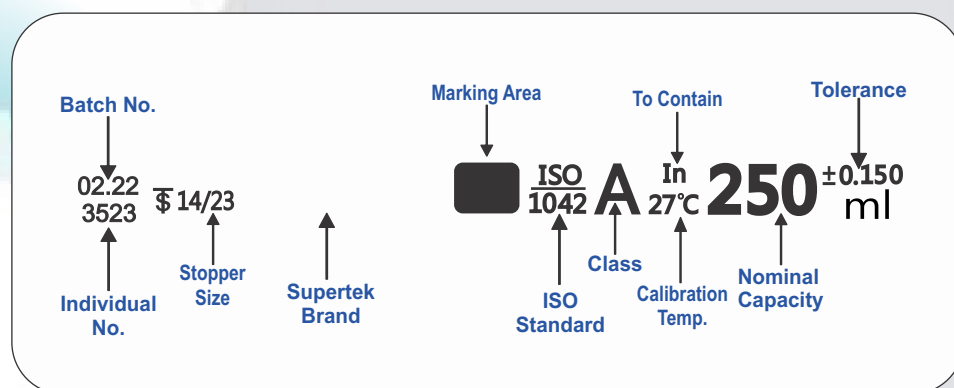 Batch No.
Marking Area
To Contain
Tolerance
02.22
3523
$ 14/23
ISO
1042
A
In
27°C
250
±0.150
ml
Individual
No.
Stopper
Size
Supertek
Brand
ISO
Standard
Class
Calibration
Temp.
Nominal
Capacity